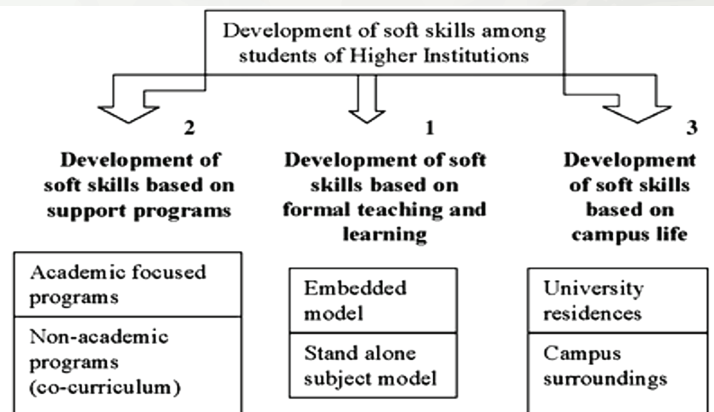 Development of soft skills among
students of Higher Institutions
2
Development of
soft skills based on
support programs
Academic focused
programs
Non-academic
programs
(co-curriculum)
1
Development of soft
skills based on
formal teaching and
learning
Embedded
model
Stand alone
subject model
3
Development
of soft skills
based on
campus life
University
residences
Campus
surroundings